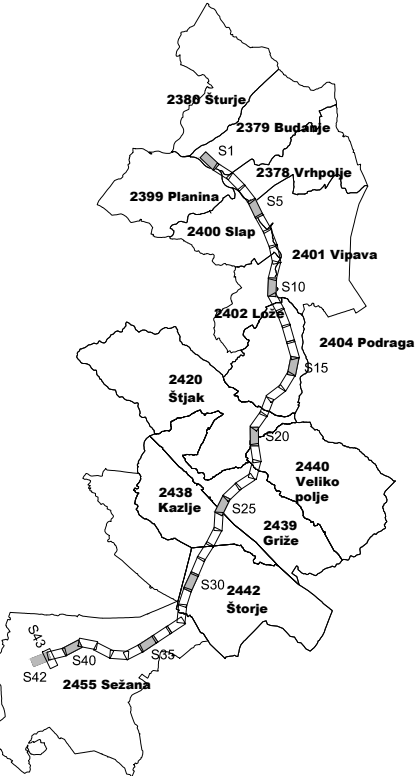 2380 Šturje
2379 Budanje
S1
2378 Vrhpolje
2399 Planina
S5
2400 Slap
2401 Vipava
S10
2402 Lože
2404 Podraga
S15
2420
Štjak
S20
2440
Veliko
polje
2438
Kazlje
S25
2439
Griže
S30
2442
Štorje
S43
S35
S40
S42
2455 Sežana